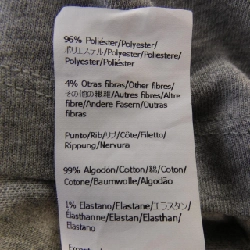 96% Poliéster/Polyester/
ポリエステル/Polyester/Poliestere/
Polyester/Poliéster
4% Otras fibras/Other fibres/
その他の繊維/Autres fibres/Altre
fibre/Andere Fasern/Outras
fibras
Punto/Rib/リブ/Côte/Filetto/
Rippung/Nervura
99% Algodón/Cotton/綿/Coton/
Cotone/Baumwolle/Algodão
1% Elastano/Elastane/エラスタン/
Élasthanne/Elastan/Elasthan/
Elastano